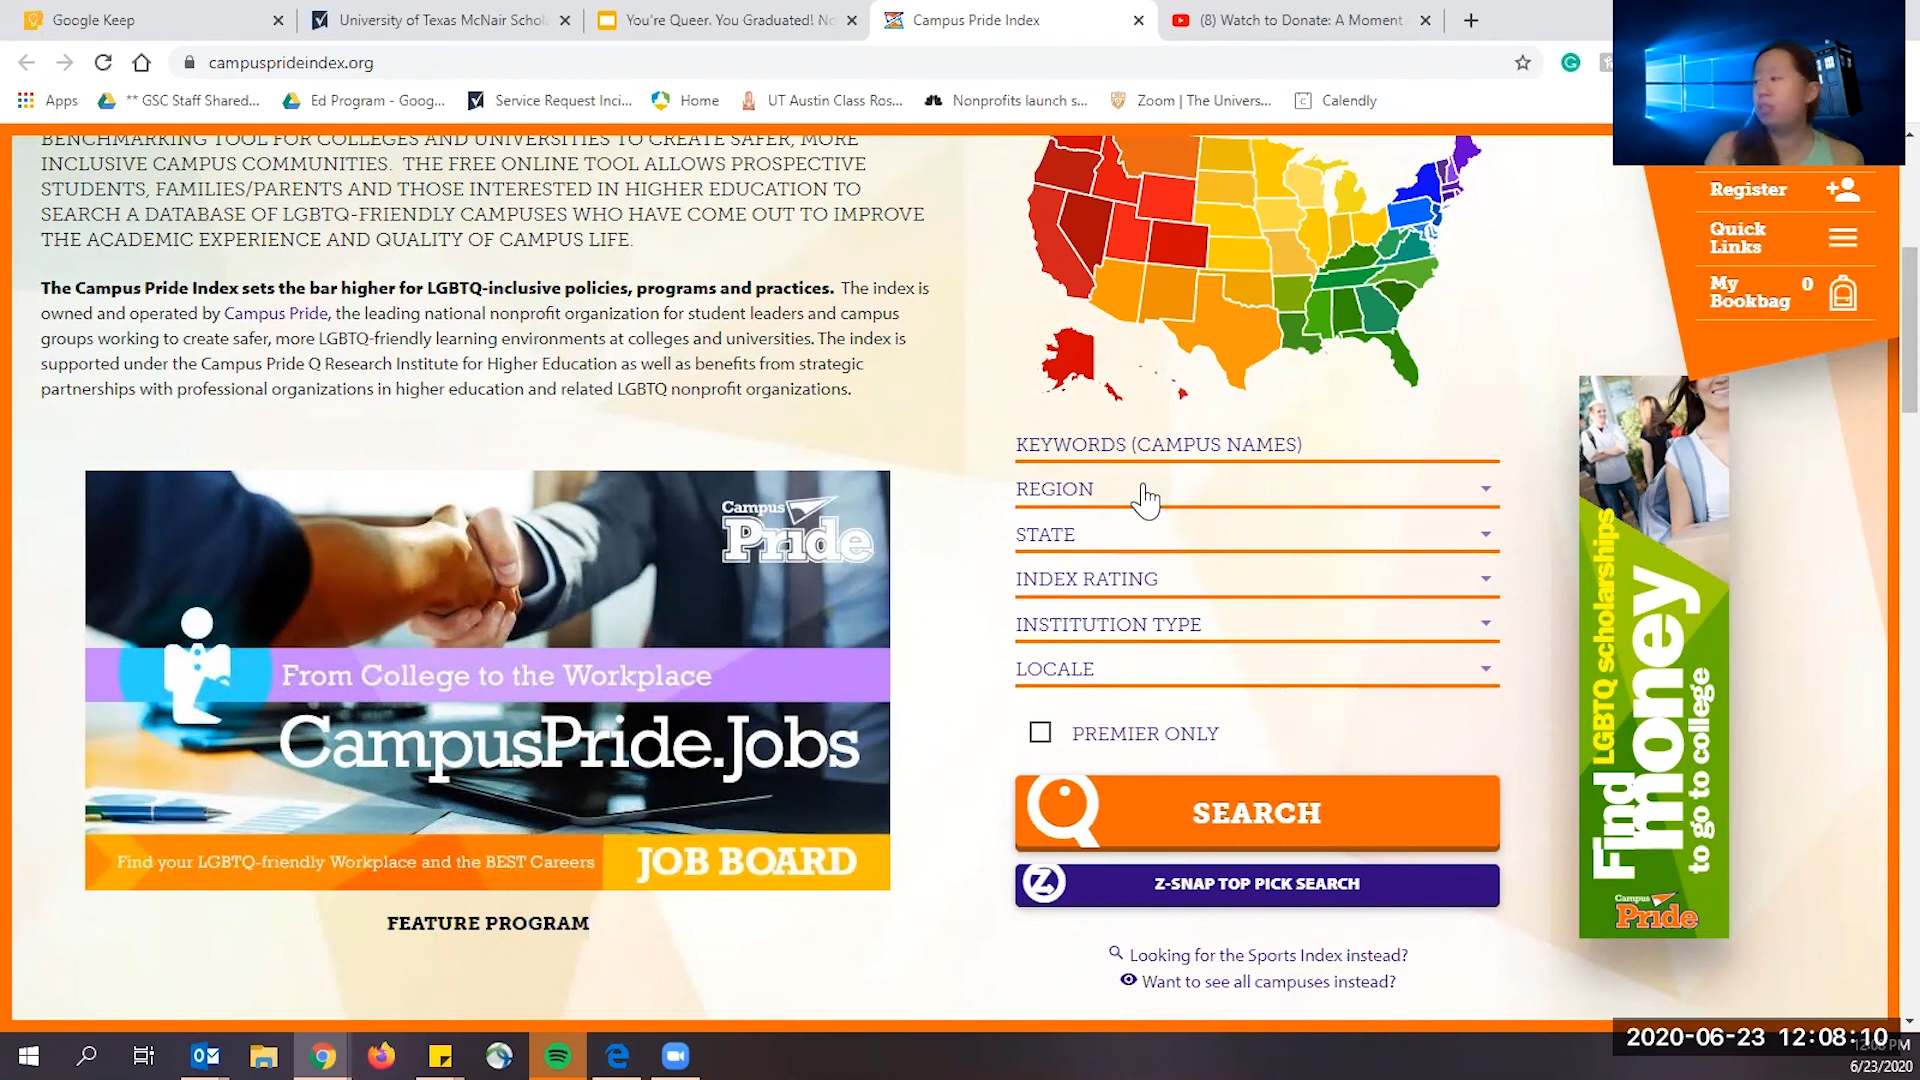 Google Keep
University of Texas McNair Schol
You're Queer. You Graduated! No
Campus Pride Index
(8) Watch to Donate: A Moment
campusprideindex.org
Apps
** GSC Staff Shared...
Ed Program - Goog...
Service Request Inci...
Home
UT Austin Class Ros...
Nonprofits launch s...
Zoom | The Univers...
Calendly
BENCHMARKING TOOL FOR COLLEGES AND UNIVERSITIES TO CREATE SAFER, MORE
INCLUSIVE CAMPUS COMMUNITIES. THE FREE ONLINE TOOL ALLOWS PROSPECTIVE
STUDENTS, FAMILIES/PARENTS AND THOSE INTERESTED IN HIGHER EDUCATION TO
SEARCH A DATABASE OF LGBTQ-FRIENDLY CAMPUSES WHO HAVE COME OUT TO IMPROVE
THE ACADEMIC EXPERIENCE AND QUALITY OF CAMPUS LIFE.
The Campus Pride Index sets the bar higher for LGBTQ-inclusive policies, programs and practices. The index is
owned and operated by Campus Pride, the leading national nonprofit organization for student leaders and campus
groups working to create safer, more LGBTQ-friendly learning environments at colleges and universities. The index is
supported under the Campus Pride Q Research Institute for Higher Education as well as benefits from strategic
partnerships with professional organizations in higher education and related LGBTQ nonprofit organizations.
Campus
Pride
From College to the Workplace
CampusPride.Jobs
Find your LGBTQ-friendly Workplace and the BEST Careers
JOB BOARD
FEATURE PROGRAM
KEYWORDS (CAMPUS NAMES)
REGION
STATE
INDEX RATING
INSTITUTION TYPE
LOCALE
PREMIER ONLY
SEARCH
Z-SNAP TOP PICK SEARCH
Looking for the Sports Index instead?
Want to see all campuses instead?
Register
Quick
Links
My
Bookbag
0
Find LGBTQ scholarships
money
to go to college
Campus
Pride
2020-06-23 12:08:10
6/23/2020